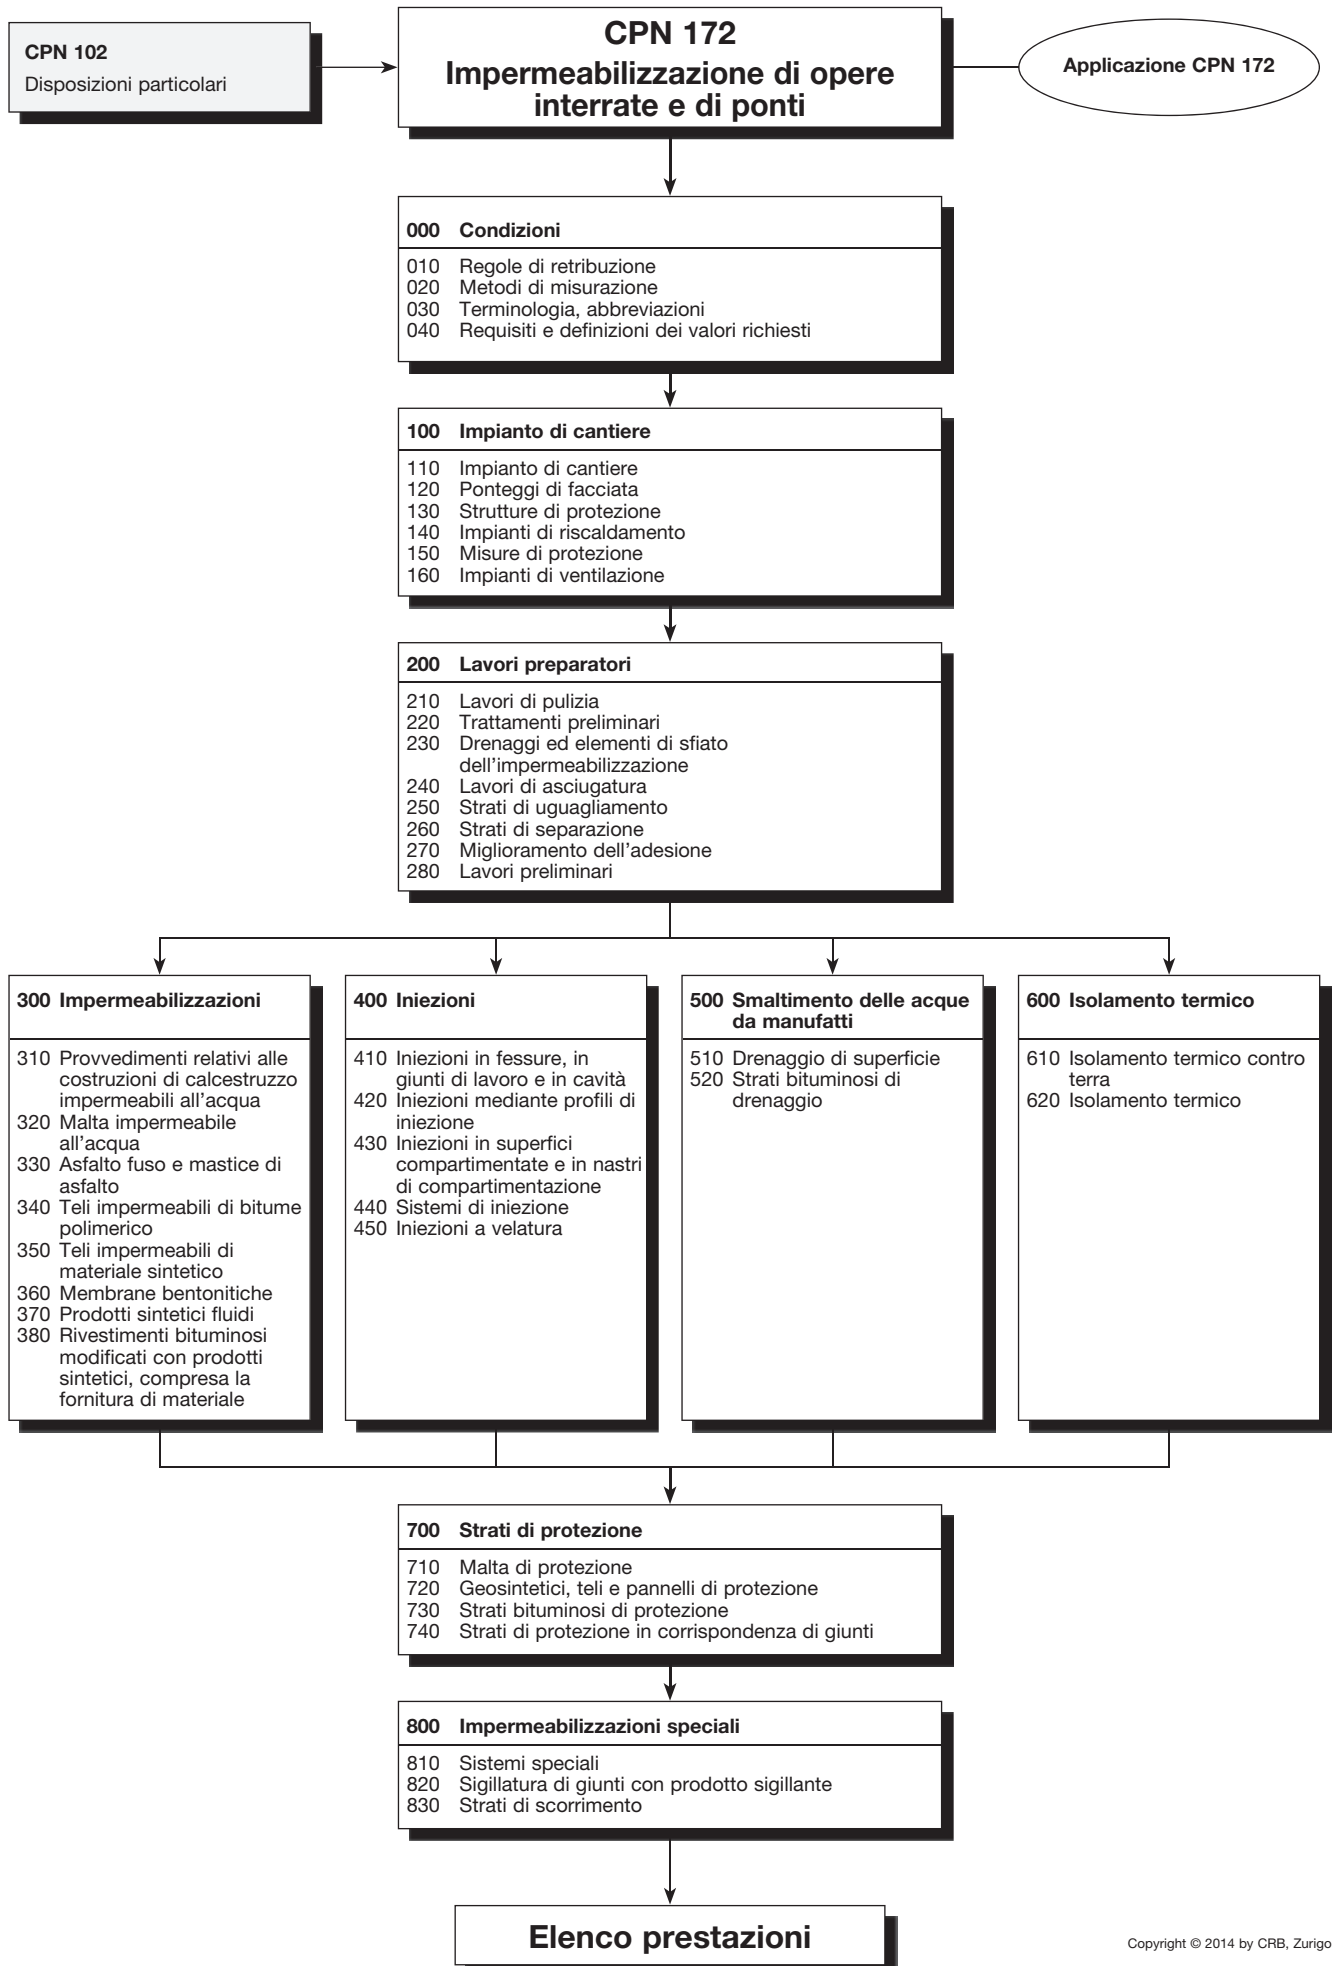 CPN 102
Disposizioni particolari
CPN 172
Impermeabilizzazione di opere
interrate e di ponti
Applicazione CPN 172
000 Condizioni
010 Regole di retribuzione
020 Metodi di misurazione
030 Terminologia, abbreviazioni
040 Requisiti e definizioni dei valori richiesti
100 Impianto di cantiere
110 Impianto di cantiere
120 Ponteggi di facciata
130 Strutture di protezione
140 Impianti di riscaldamento
150 Misure di protezione
160 Impianti di ventilazione
200 Lavori preparatori
210 Lavori di pulizia
220 Trattamenti preliminari
230 Drenaggi ed elementi di sfiato
dell'impermeabilizzazione
240 Lavori di asciugatura
250 Strati di uguagliamento
260 Strati di separazione
270 Miglioramento dell'adesione
280 Lavori preliminari
300 Impermeabilizzazioni
310 Provvedimenti relativi alle
costruzioni di calcestruzzo
impermeabili all'acqua
320 Malta impermeabile
all'acqua
330 Asfalto fuso e mastice di
asfalto
340 Teli impermeabili di bitume
polimerico
350 Teli impermeabili di
materiale sintetico
360 Membrane bentonitiche
370 Prodotti sintetici fluidi
380 Rivestimenti bituminosi
modificati con prodotti
sintetici, compresa la
fornitura di materiale
400 Iniezioni
410 Iniezioni in fessure, in
giunti di lavoro e in cavità
420 Iniezioni mediante profili di
iniezione
430 Iniezioni in superfici
compartimentate e in nastri
di compartimentazione
440 Sistemi di iniezione
450 Iniezioni a velatura
500 Smaltimento delle acque
da manufatti
510 Drenaggio di superficie
520 Strati bituminosi di
drenaggio
600 Isolamento termico
610 Isolamento termico contro
terra
620 Isolamento termico
700 Strati di protezione
710 Malta di protezione
720 Geosintetici, teli e pannelli di protezione
730 Strati bituminosi di protezione
740 Strati di protezione in corrispondenza di giunti
800 Impermeabilizzazioni speciali
810 Sistemi speciali
820 Sigillatura di giunti con prodotto sigillante
830 Strati di scorrimento
Elenco prestazioni
Copyright © 2014 by CRB, Zurigo